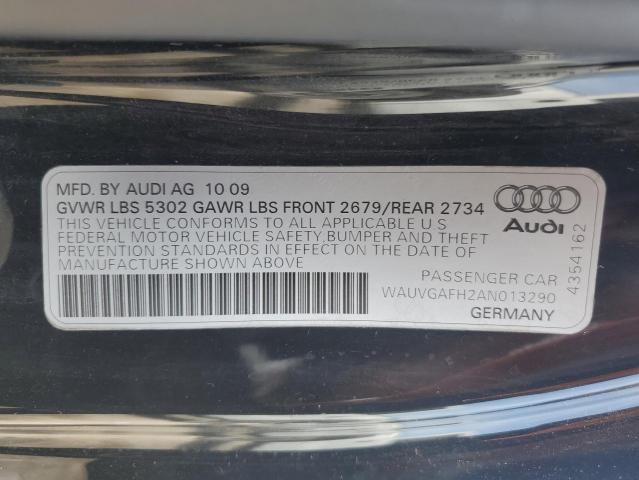 MFD. BY AUDI AG 10 09
GVWR LBS 5302 GAWR LBS FRONT 2679/REAR 2734
THIS VEHICLE CONFORMS TO ALL APPLICABLE U S
FEDERAL MOTOR VEHICLE SAFETY,BUMPER AND THEFT
PREVENTION STANDARDS IN EFFECT ON THE DATE OF
MANUFACTURE SHOWN ABOVE
PASSENGER CAR
WAUVGAFH2AN013290
GERMANY
Audi
4354162